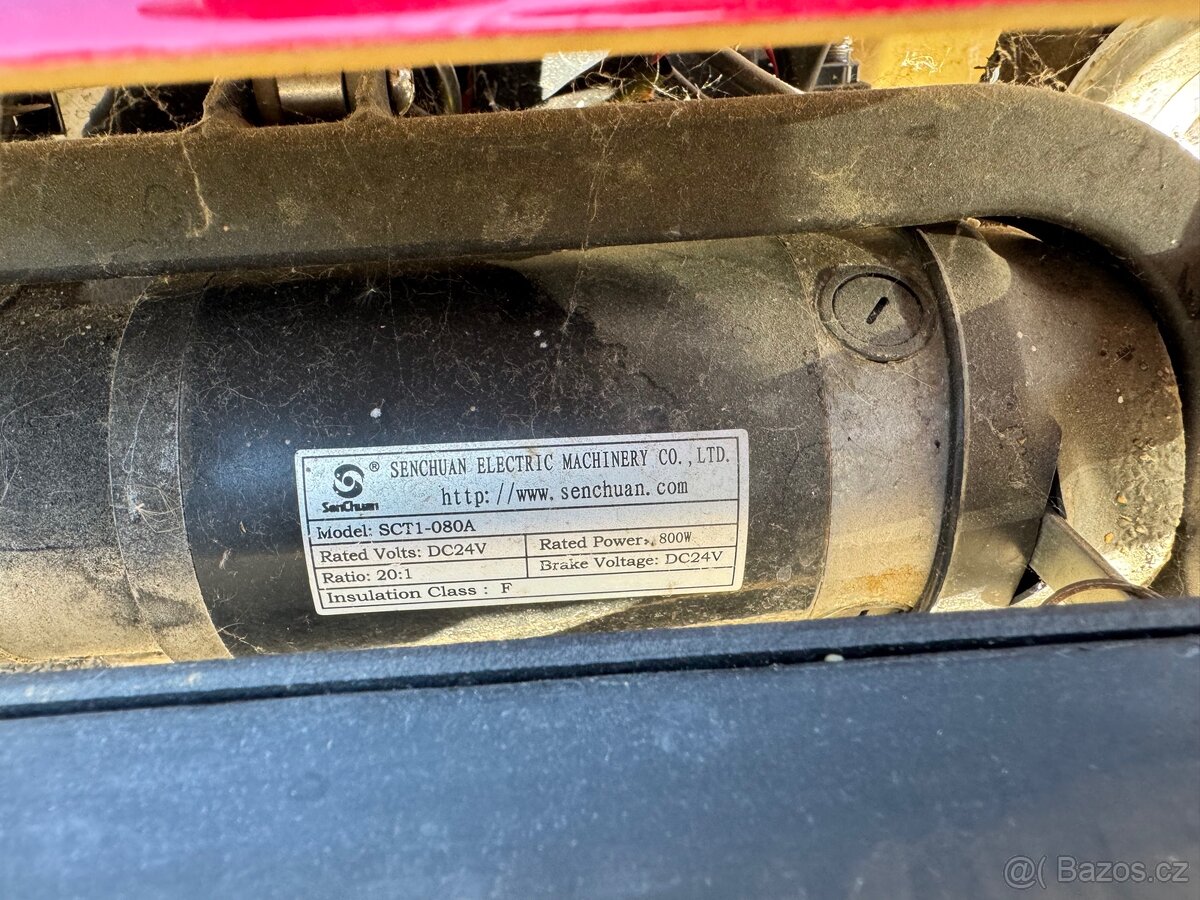 ® SENCHUAN ELECTRIC MACHINERY CO., LTD.
SenChuan http://www.senchuan.com
Model: SCT1-080A
Rated Volts: DC24V Rated Power: 800W
Ratio: 20:1 Brake Voltage: DC24V
Insulation Class : F
@( Bazos.cz